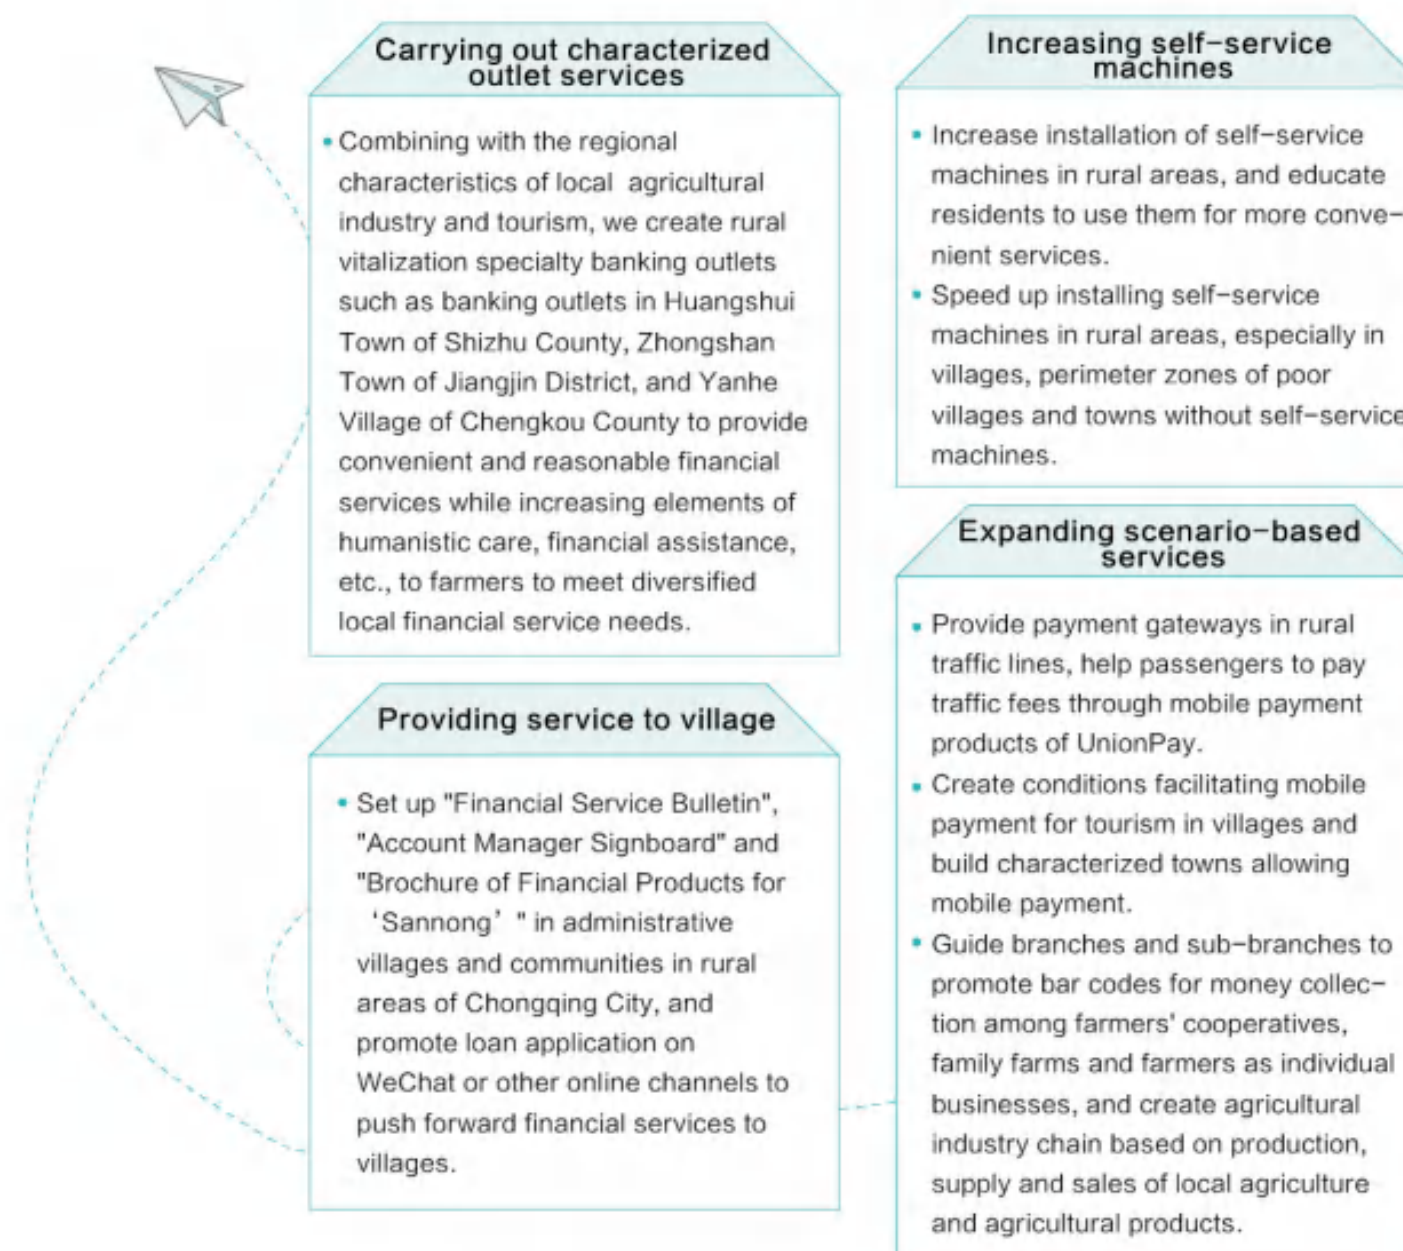 Carrying out characterized
outlet services
• Combining with the regional
characteristics of local agricultural
industry and tourism, we create rural
vitalization specialty banking outlets
such as banking outlets in Huangshui
Town of Shizhu County, Zhongshan
Town of Jiangjin District, and Yanhe
Village of Chengkou County to provide
convenient and reasonable financial
services while increasing elements of
humanistic care, financial assistance,
etc., to farmers to meet diversified
local financial service needs.
Providing service to village
• Set up "Financial Service Bulletin",
"Account Manager Signboard" and
"Brochure of Financial Products for
‘Sannong’ " in administrative
villages and communities in rural
areas of Chongqing City, and
promote loan application on
WeChat or other online channels to
push forward financial services to
villages.
Increasing self-service
machines
• Increase installation of self-service
machines in rural areas, and educate
residents to use them for more conve-
nient services.
• Speed up installing self-service
machines in rural areas, especially in
villages, perimeter zones of poor
villages and towns without self-service
machines.
Expanding scenario-based
services
• Provide payment gateways in rural
traffic lines, help passengers to pay
traffic fees through mobile payment
products of UnionPay.
• Create conditions facilitating mobile
payment for tourism in villages and
build characterized towns allowing
mobile payment.
• Guide branches and sub-branches to
promote bar codes for money collec-
tion among farmers' cooperatives,
family farms and farmers as individual
businesses, and create agricultural
industry chain based on production,
supply and sales of local agriculture
and agricultural products.